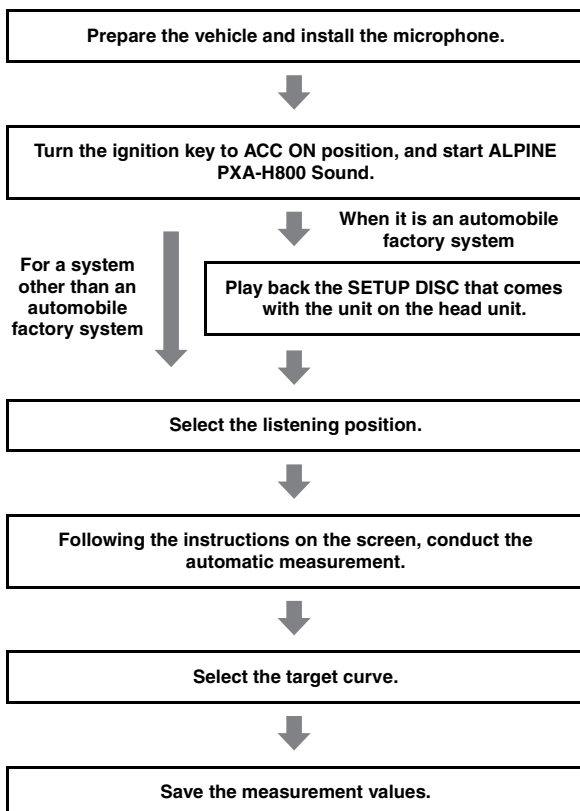 Prepare the vehicle and install the microphone.
Turn the ignition key to ACC ON position, and start ALPINE
PXA-H800 Sound.
When it is an automobile
factory system
For a system
other than an
automobile
factory system
Play back the SETUP DISC that comes
with the unit on the head unit.
Select the listening position.
Following the instructions on the screen, conduct the
automatic measurement.
Select the target curve.
Save the measurement values.